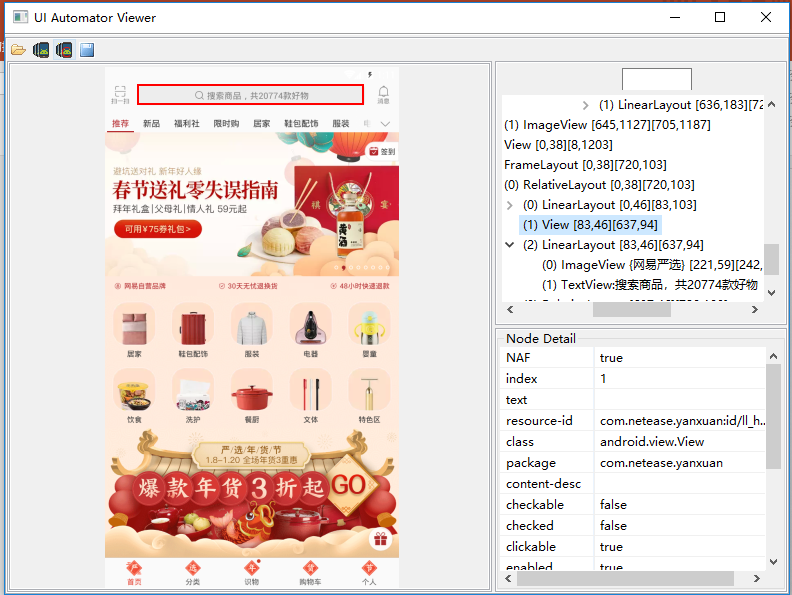 UI Automator Viewer
扫一扫
搜索商品，共20774款好物
消息
推荐 新品 福利社 限时购 居家 鞋包配饰 服装
签到
避坑送对礼 新年好人缘
春节送礼零失误指南
拜年礼盒|父母礼|情人礼 59元起
可用￥75券礼包>
祺 宴
黄酒
网易自营品牌 30天无忧退换货 48小时快速退款
居家 鞋包配饰 服装 电器 婴童
饮食 洗护 餐厨 文体 特色区
严/选/年/货/节
1.8-1.20 全场年货3重惠
爆款年货3折起GO
严 选 年 货 节
首页 分类 识物 购物车 个人
(1) LinearLayout [636,183][72
(1) ImageView [645,1127][705,1187]
View [0,38][8,1203]
FrameLayout [0,38][720,103]
(0) RelativeLayout [0,38][720,103]
(0) LinearLayout [0,46][83,103]
(1) View [83,46][637,94]
(2) LinearLayout [83,46][637,94]
(0) ImageView {网易严选} [221,59][242,
(1) TextView:搜索商品，共20774款好物
Node Detail
NAF true
index 1
text
resource-id com.netease.yanxuan:id/ll_h...
class android.view.View
package com.netease.yanxuan
content-desc
checkable false
checked false
clickable true
enabled true